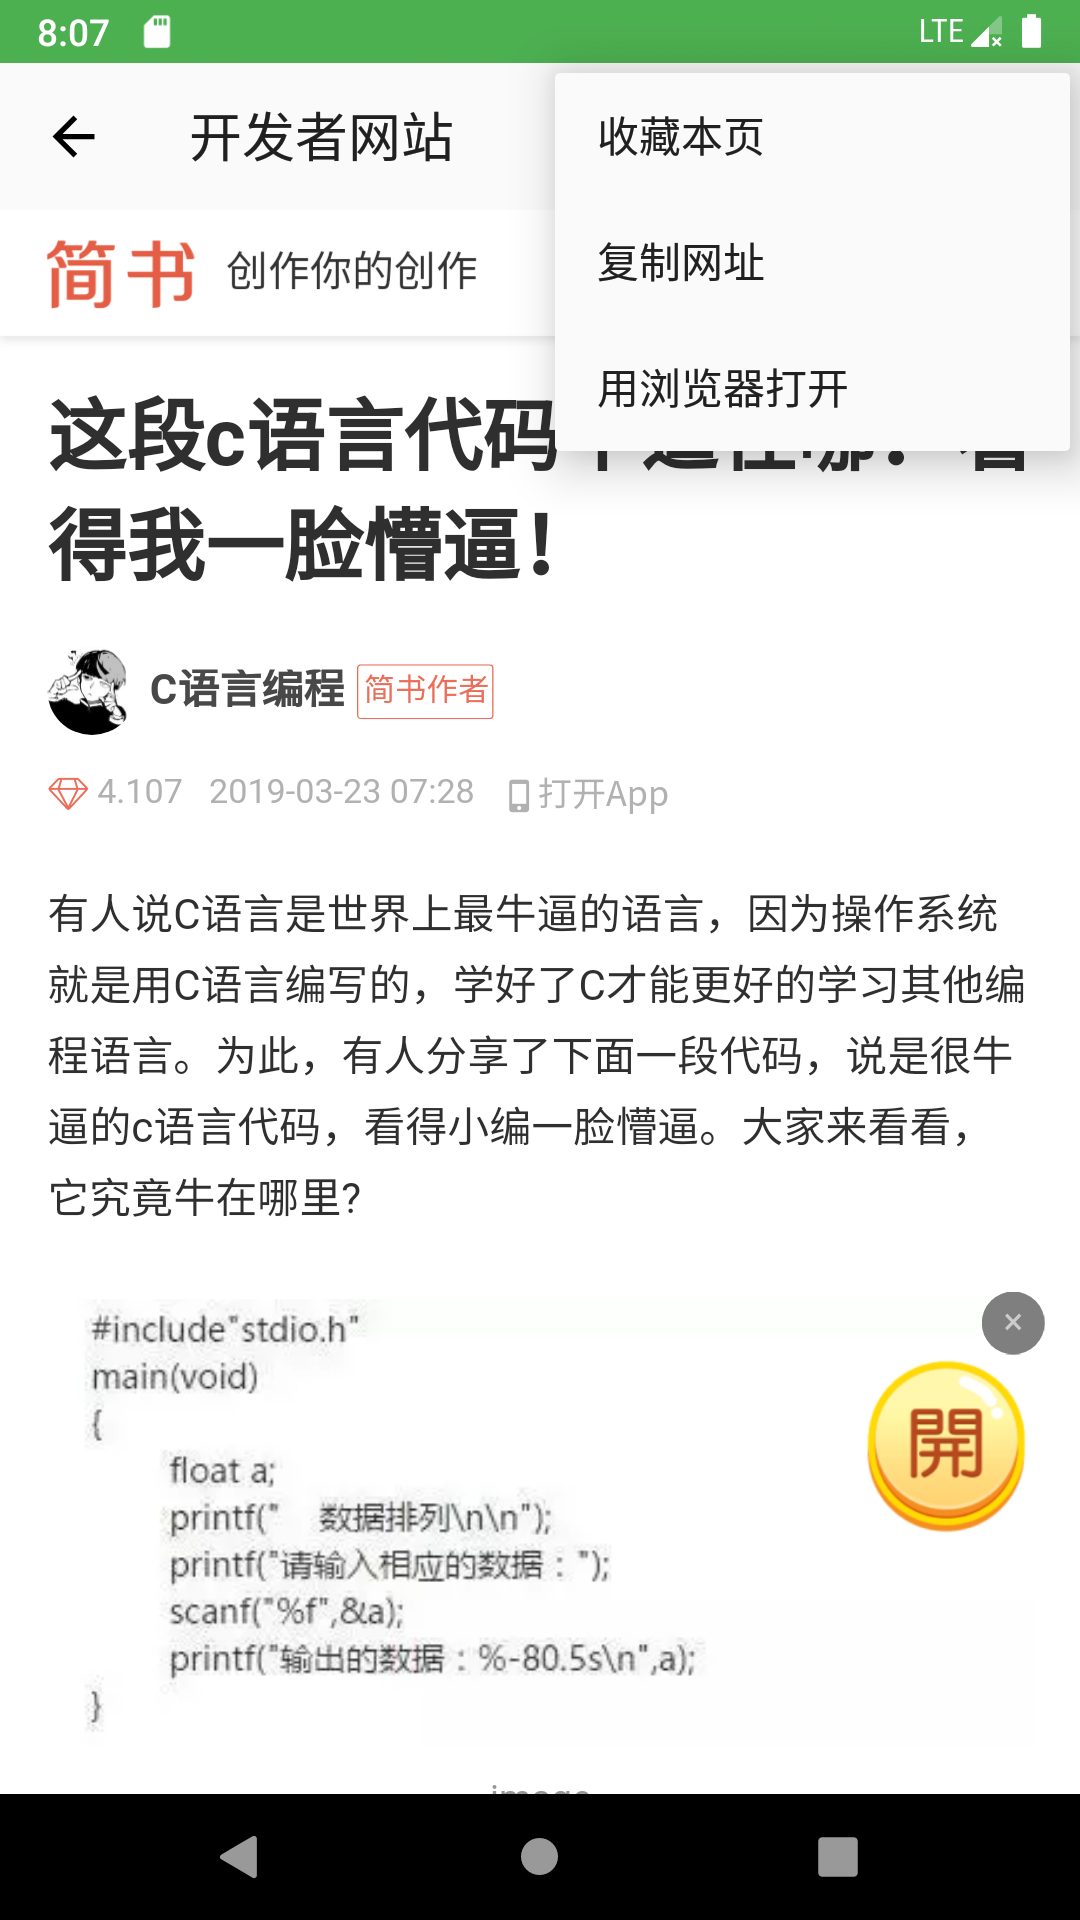 8:07
LTE
开发者网站
收藏本页
复制网址
用浏览器打开
简书
创作你的创作
这段c语言代码
得我一脸懵逼！
C语言编程
简书作者
4.107
2019-03-23 07:28
打开App
有人说C语言是世界上最牛逼的语言，因为操作系统
就是用C语言编写的，学好了C才能更好的学习其他编
程语言。为此，有人分享了下面一段代码，说是很牛
逼的c语言代码，看得小编一脸懵逼。大家来看看，
它究竟牛在哪里?
#include"stdio.h"
main(void)
{
float a;
printf("    数据排列\n\n");
printf("请输入相应的数据：");
scanf("%f",&a);
printf("输出的数据：%-80.5s\n",a);
}
開
image